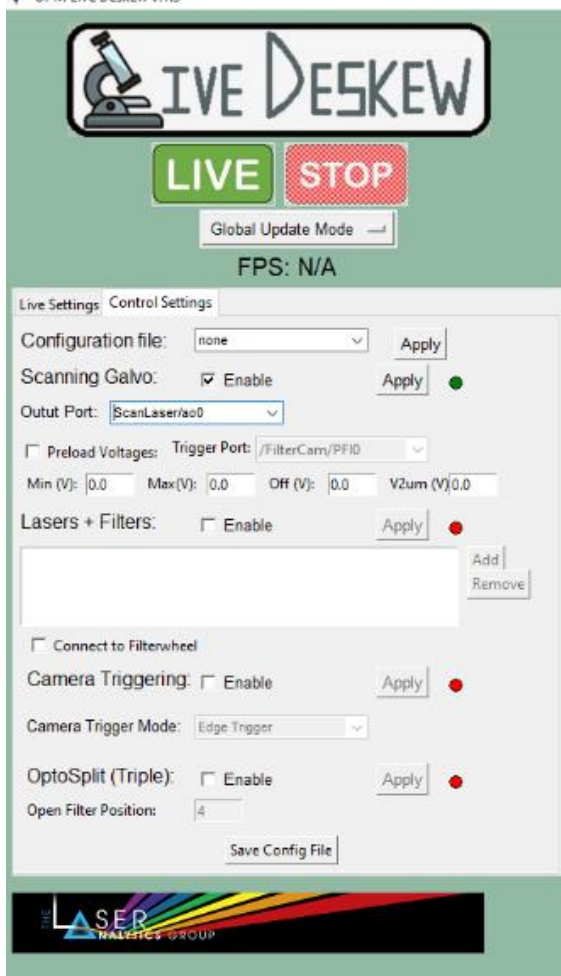 LIVE DESKEW
LIVE STOP
Global Update Mode
FPS: N/A
Live Settings Control Settings
Configuration file: none Apply
Scanning Galvo: Enable Apply
Outut Port: ScanLaser/ao0
Preload Voltages: Trigger Port: /FilterCam/PFI0
Min (V): 0.0 Max(V): 0.0 Off (V): 0.0 V2um (V) 0.0
Lasers + Filters: Enable Apply
Add
Remove
Connect to Filterwheel
Camera Triggering: Enable Apply
Camera Trigger Mode: Edge Trigger
OptoSplit (Triple): Enable Apply
Open Filter Position: 4
Save Config File
THE LASER
ANALYTICS GROUP